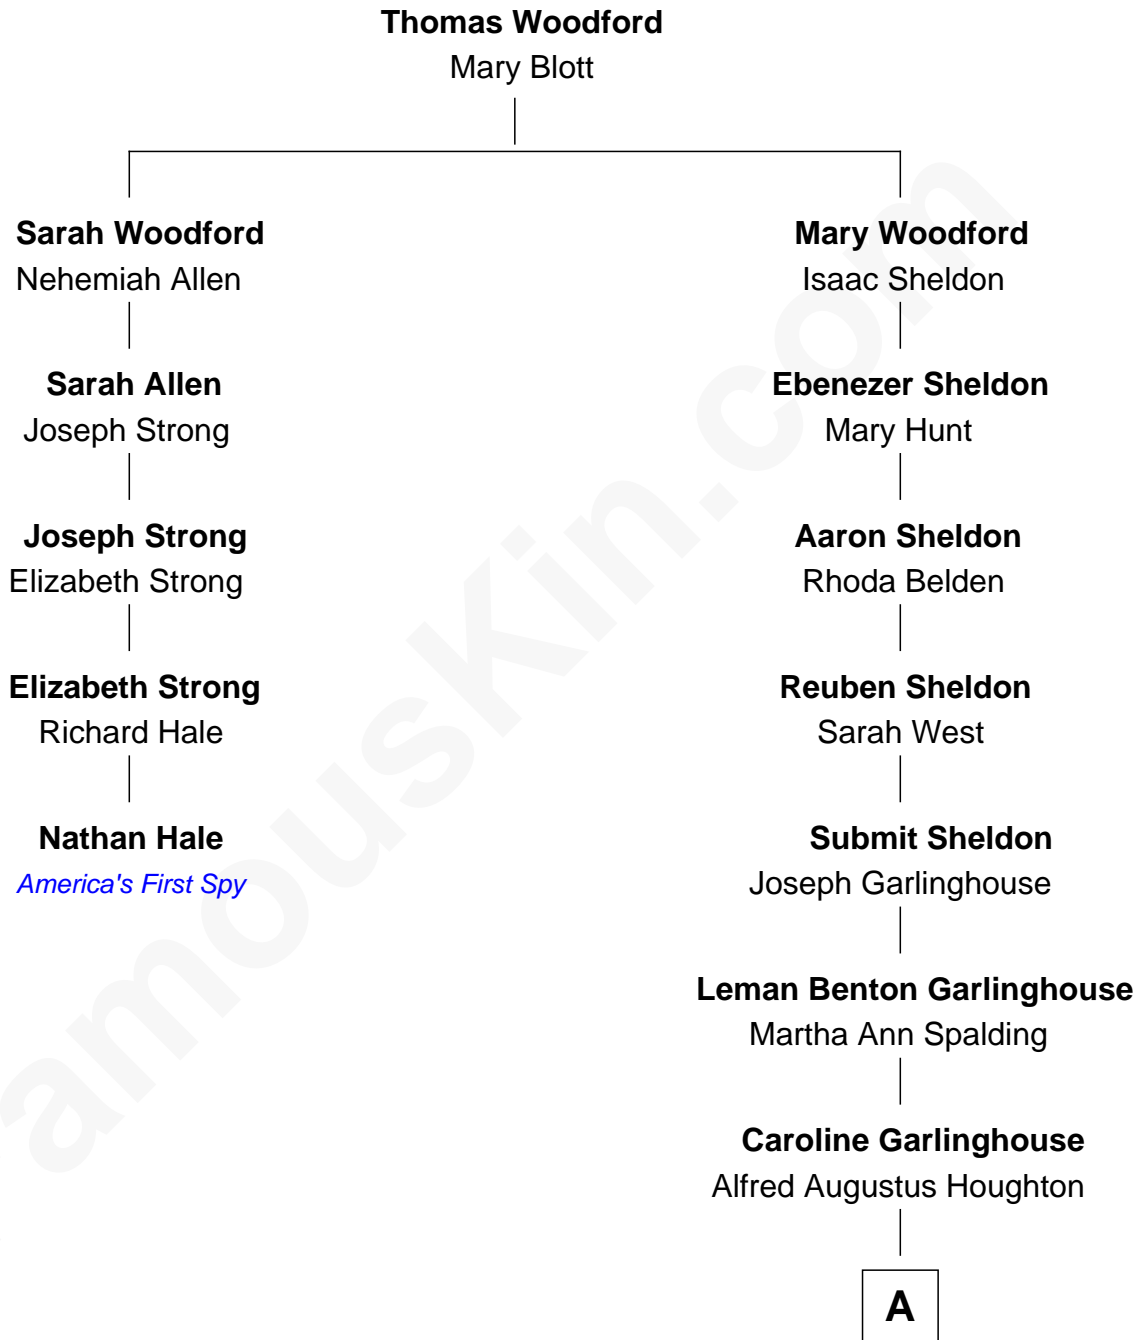 Thomas Woodford
Mary Blott
Sarah Woodford
Nehemiah Allen
Sarah Allen
Joseph Strong
Joseph Strong
Elizabeth Strong
Elizabeth Strong
Richard Hale
Nathan Hale
America's First Spy
Mary Woodford
Isaac Sheldon
Ebenezer Sheldon
Mary Hunt
Aaron Sheldon
Rhoda Belden
Reuben Sheldon
Sarah West
Submit Sheldon
Joseph Garlinghouse
Leman Benton Garlinghouse
Martha Ann Spalding
Caroline Garlinghouse
Alfred Augustus Houghton
A
amousKin.com